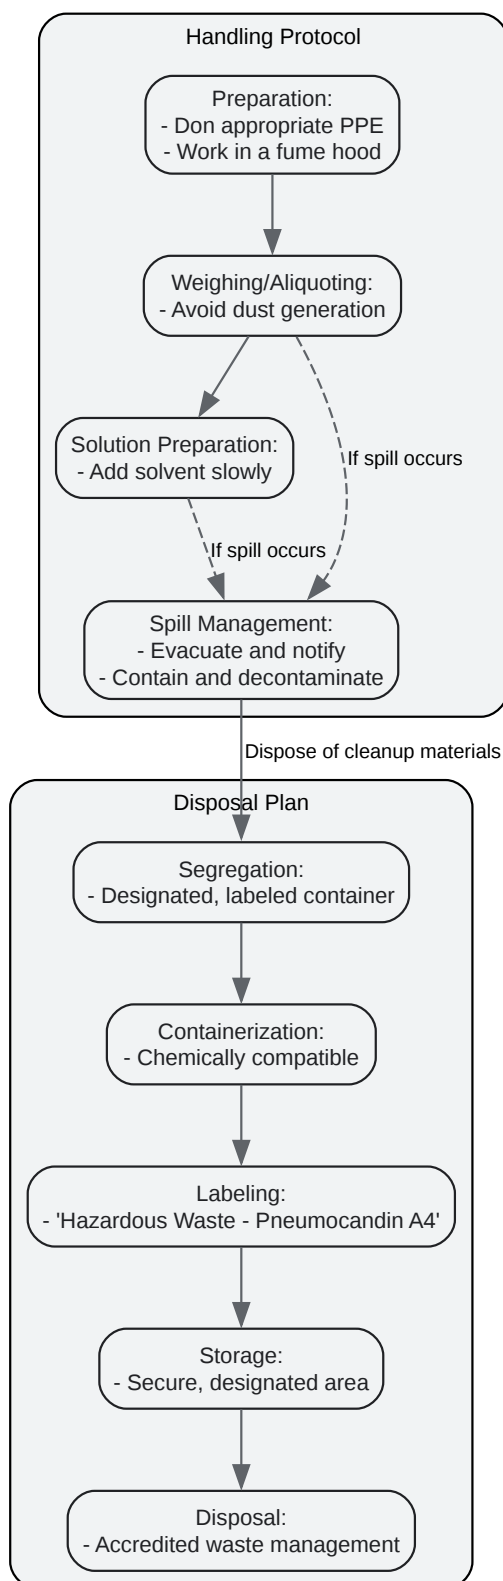 Handling Protocol
Preparation:
- Don appropriate PPE
- Work in a fume hood
Weighing/Aliquoting:
- Avoid dust generation
Solution Preparation:
- Add solvent slowly
If spill occurs
If spill occurs
Spill Management:
- Evacuate and notify
- Contain and decontaminate
Dispose of cleanup materials
Disposal Plan
Segregation:
- Designated, labeled container
Containerization:
- Chemically compatible
Labeling:
- 'Hazardous Waste - Pneumocandin A4'
Storage:
- Secure, designated area
Disposal:
- Accredited waste management